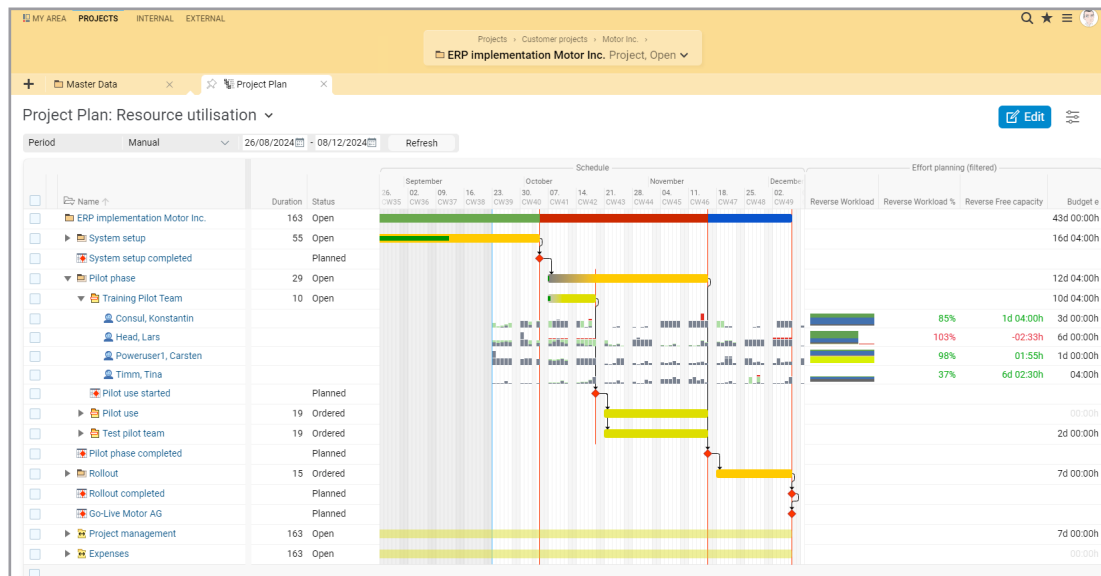 MY AREA PROJECTS INTERNAL EXTERNAL
Projects › Customer projects › Motor Inc. ›
ERP implementation Motor Inc. Project, Open
+ Master Data × Project Plan ×
Project Plan: Resource utilisation
Edit
Period Manual 26/08/2024 - 08/12/2024 Refresh
Schedule Effort planning (filtered)
September October November Decembe
26. 02. 09. 16. 23. 30. 07. 14. 21. 28. 04. 11. 18. 25. 02.
Name Duration Status CW35 CW36 CW37 CW38 CW39 CW40 CW41 CW42 CW43 CW44 CW45 CW46 CW47 CW48 CW49 Reverse Workload Reverse Workload % Reverse Free capacity Budget e
ERP implementation Motor Inc. 163 Open 43d 00:00h
System setup 55 Open 16d 04:00h
System setup completed Planned
Pilot phase 29 Open 12d 04:00h
Training Pilot Team 10 Open 10d 04:00h
Consul, Konstantin 85% 1d 04:00h 3d 00:00h
Head, Lars 103% -02:33h 6d 00:00h
Poweruser1, Carsten 98% 01:55h 1d 00:00h
Timm, Tina 37% 6d 02:30h 04:00h
Pilot use started Planned
Pilot use 19 Ordered 00:00h
Test pilot team 19 Ordered 2d 00:00h
Pilot phase completed Planned
Rollout 15 Ordered 7d 00:00h
Rollout completed Planned
Go-Live Motor AG Planned
Project management 163 Open 7d 00:00h
Expenses 163 Open 00:00h